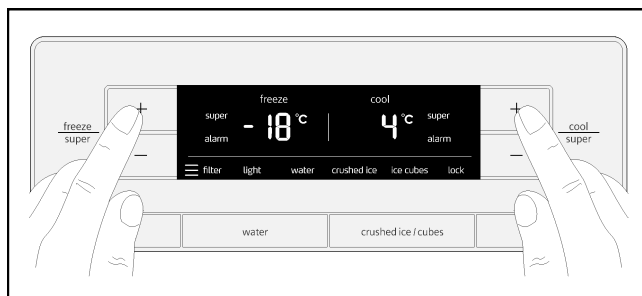 freeze
cool
super
- 18 °C
4 °C
super
alarm
alarm
filter
light
water
crushed ice
ice cubes
lock
freeze
super
+
−
+
−
cool
super
water
crushed ice / cubes